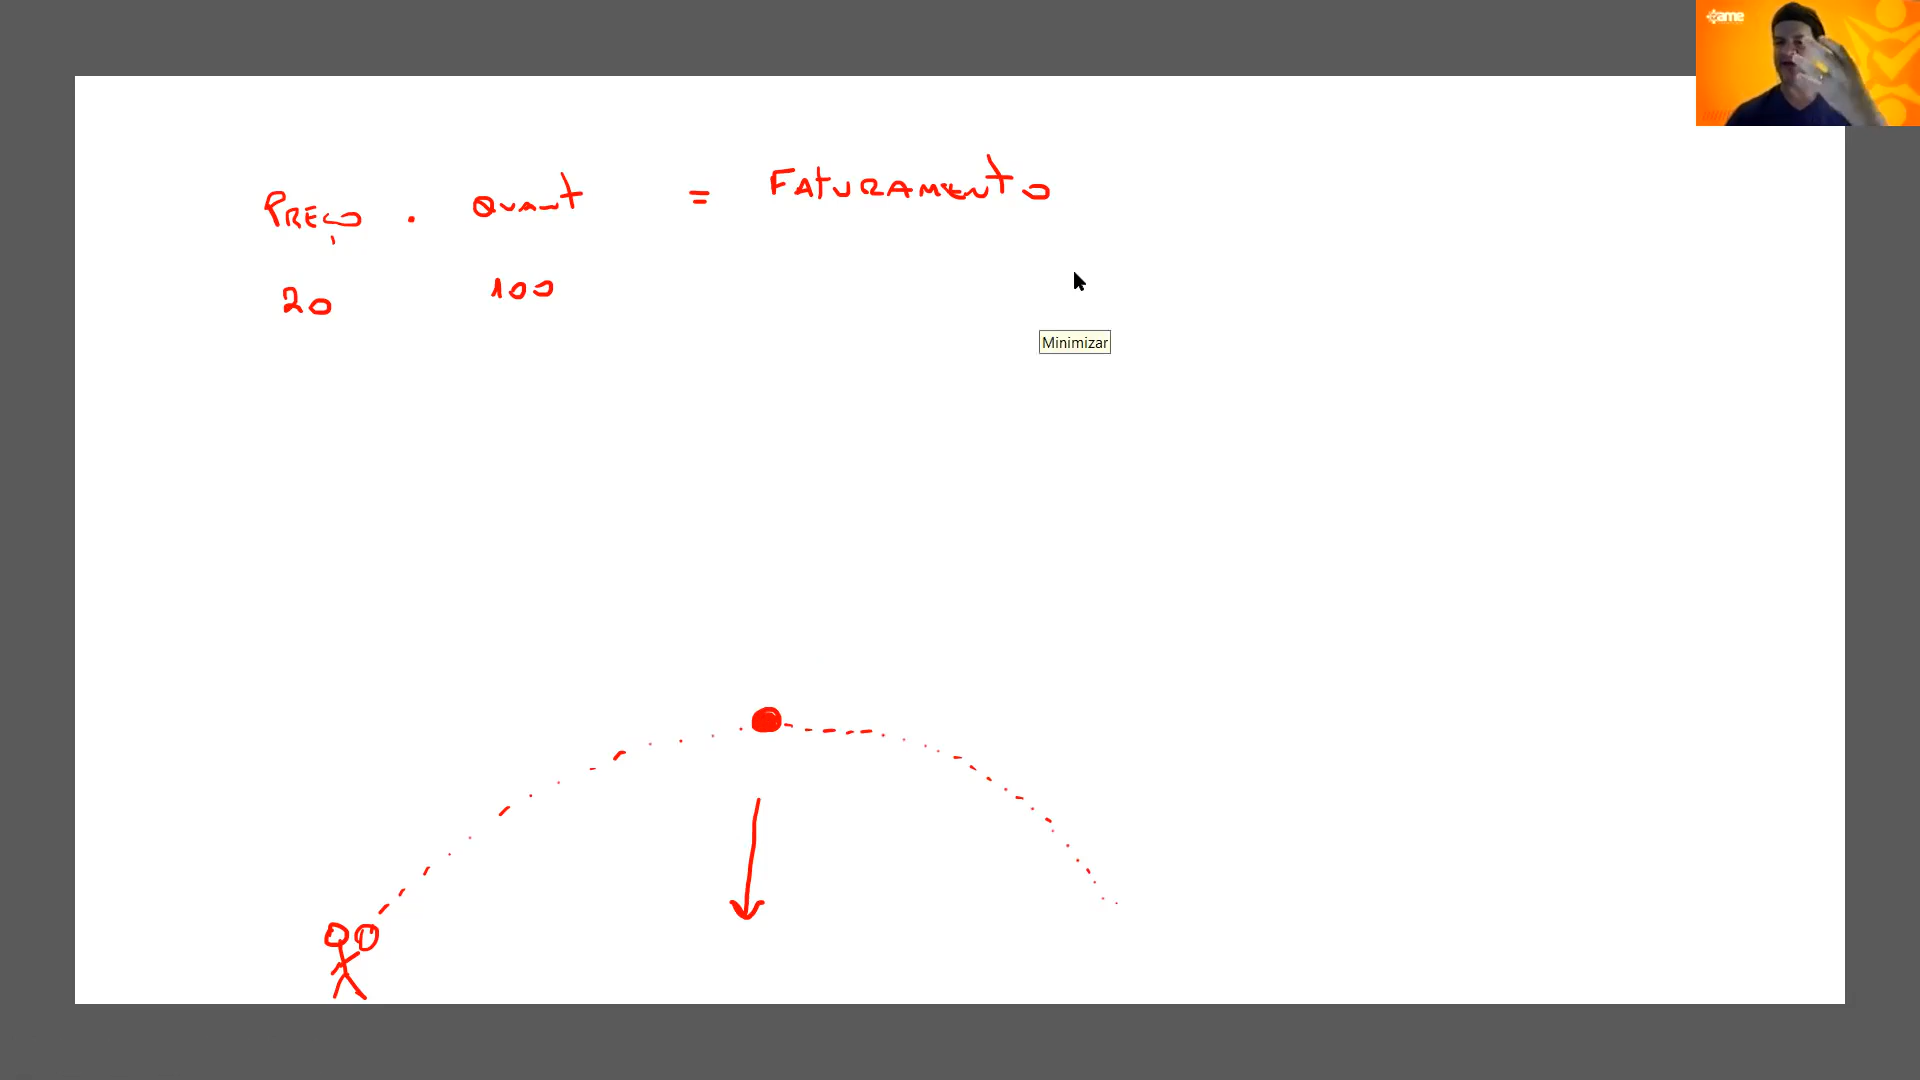 Preço . Quant = Faturamento
20 100
Minimizar